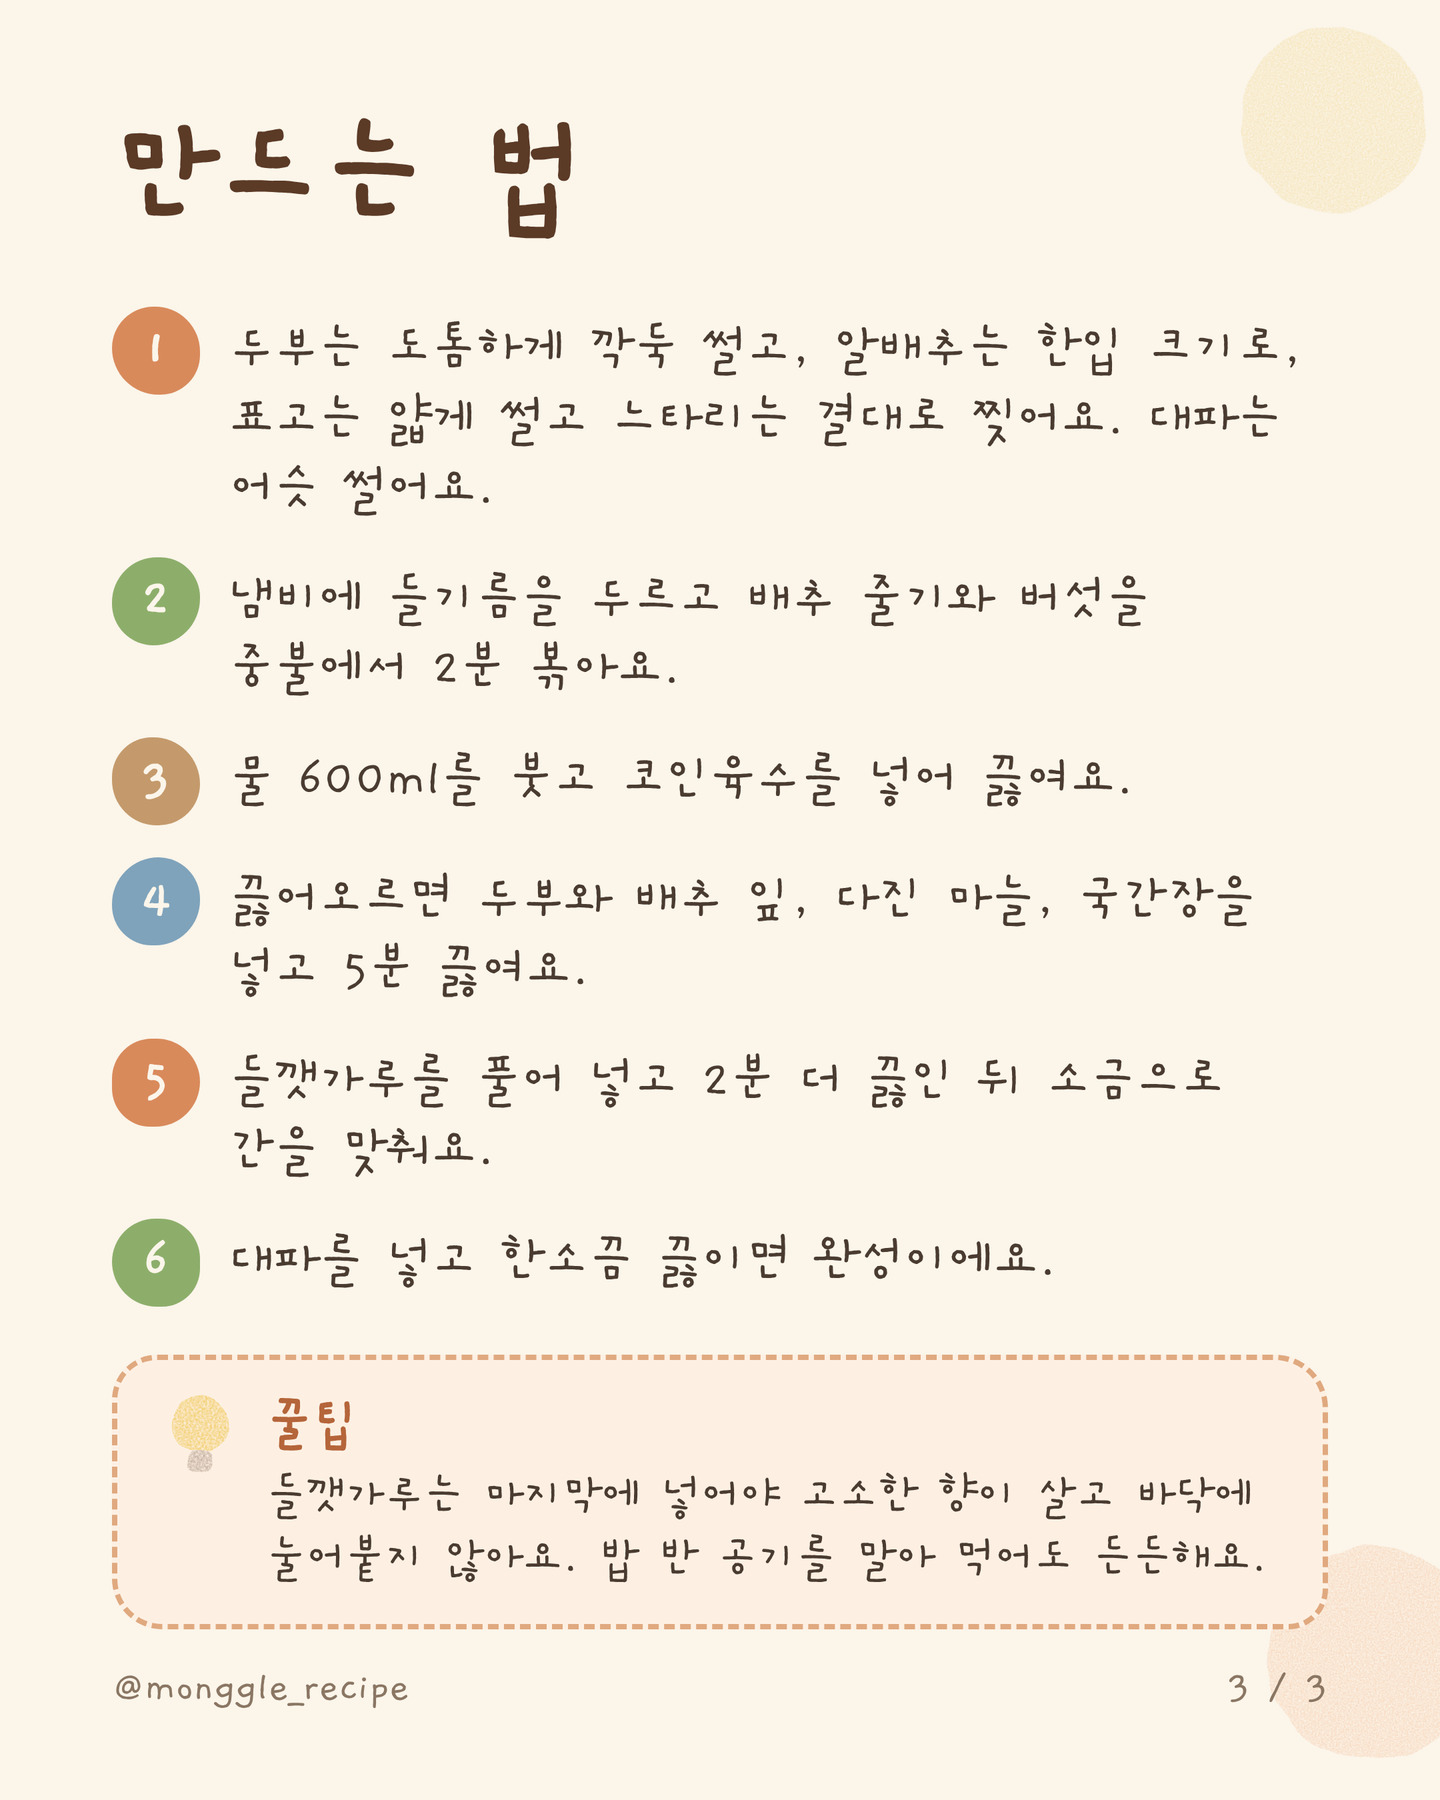 만드는 법
1 두부는 도톰하게 깍둑 썰고, 알배추는 한입 크기로,
표고는 얇게 썰고 느타리는 결대로 찢어요. 대파는
어슷 썰어요.
2 냄비에 들기름을 두르고 배추 줄기와 버섯을
중불에서 2분 볶아요.
3 물 600ml를 붓고 코인육수를 넣어 끓여요.
4 끓어오르면 두부와 배추 잎, 다진 마늘, 국간장을
넣고 5분 끓여요.
5 들깻가루를 풀어 넣고 2분 더 끓인 뒤 소금으로
간을 맞춰요.
6 대파를 넣고 한소끔 끓이면 완성이에요.
꿀팁
들깻가루는 마지막에 넣어야 고소한 향이 살고 바닥에
눌어붙지 않아요. 밥 반 공기를 말아 먹어도 든든해요.
@monggle_recipe
3 / 3